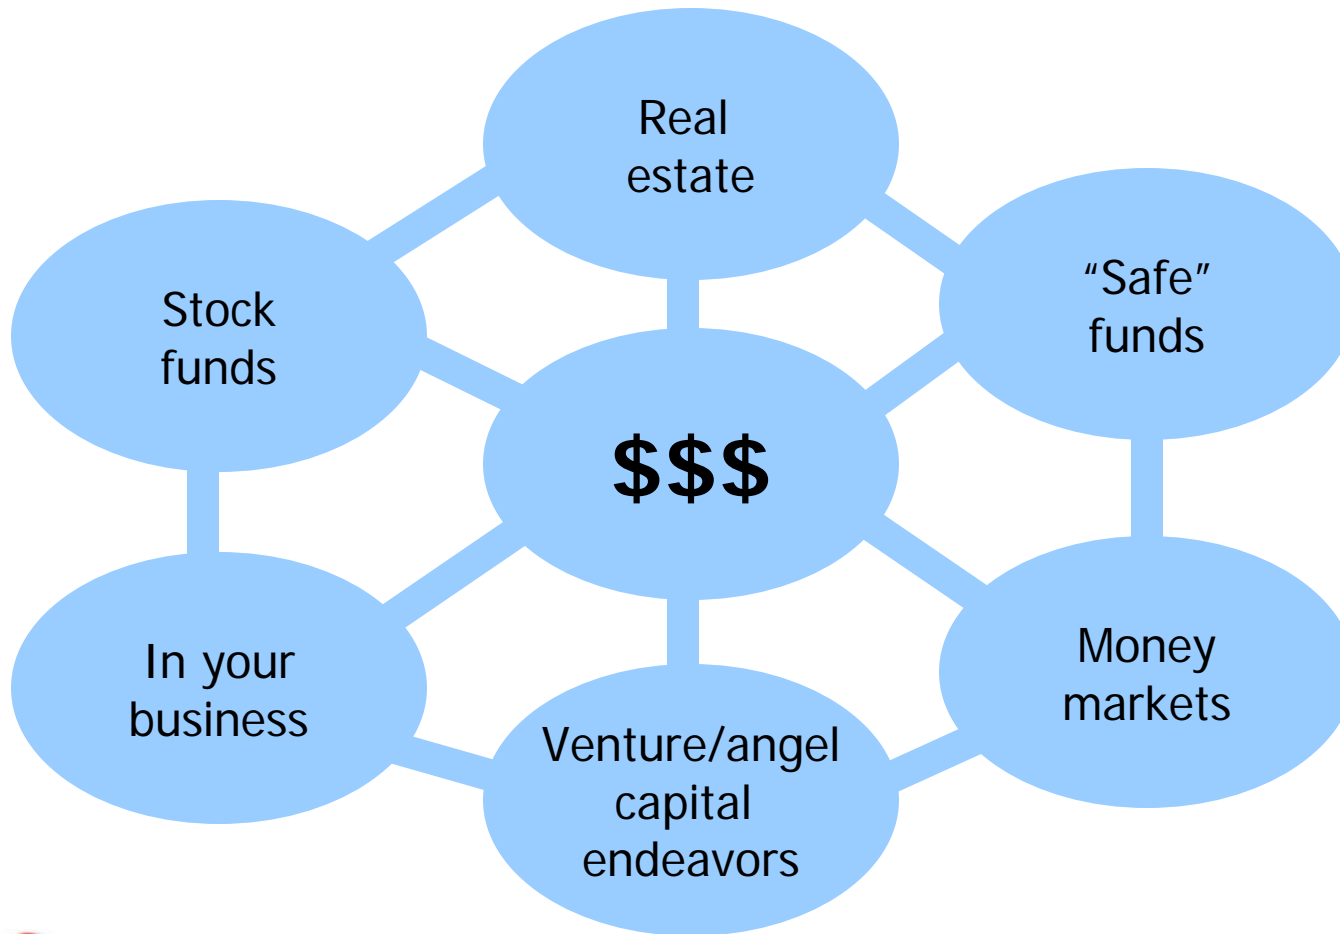 Real
estate
“Safe”
funds
Stock
funds
$$$
In your
business
Money
markets
Venture/angel
capital
endeavors